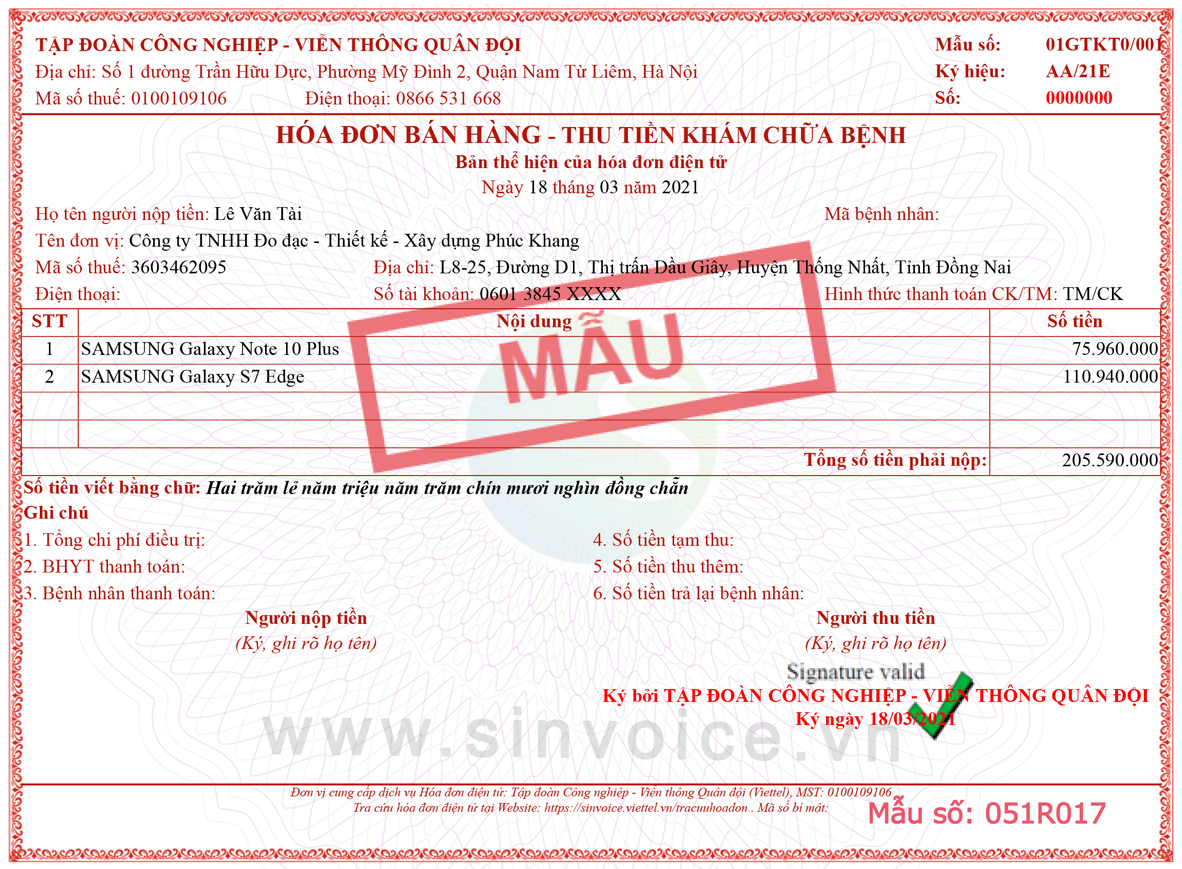 TẬP ĐOÀN CÔNG NGHIỆP - VIỄN THÔNG QUÂN ĐỘI
Mẫu số: 01GTKT0/001
Địa chỉ: Số 1 đường Trần Hữu Dực, Phường Mỹ Đình 2, Quận Nam Từ Liêm, Hà Nội
Ký hiệu: AA/21E
Mã số thuế: 0100109106 Điện thoại: 0866 531 668
Số: 0000000
HÓA ĐƠN BÁN HÀNG - THU TIỀN KHÁM CHỮA BỆNH
Bản thể hiện của hóa đơn điện tử
Ngày 18 tháng 03 năm 2021
Họ tên người nộp tiền: Lê Văn Tài Mã bệnh nhân:
Tên đơn vị: Công ty TNHH Đo đạc - Thiết kế - Xây dựng Phúc Khang
Mã số thuế: 3603462095 Địa chỉ: L8-25, Đường D1, Thị trấn Dầu Giây, Huyện Thống Nhất, Tỉnh Đồng Nai
Điện thoại: Số tài khoản: 0601 3845 XXXX Hình thức thanh toán CK/TM: TM/CK
STT Nội dung Số tiền
1 SAMSUNG Galaxy Note 10 Plus 75.960.000
2 SAMSUNG Galaxy S7 Edge 110.940.000
MẪU
Tổng số tiền phải nộp: 205.590.000
Số tiền viết bằng chữ: Hai trăm lẻ năm triệu năm trăm chín mươi nghìn đồng chẵn
Ghi chú
1. Tổng chi phí điều trị: 4. Số tiền tạm thu:
2. BHYT thanh toán: 5. Số tiền thu thêm:
3. Bệnh nhân thanh toán: 6. Số tiền trả lại bệnh nhân:
Người nộp tiền Người thu tiền
(Ký, ghi rõ họ tên) (Ký, ghi rõ họ tên)
Signature valid
Ký bởi TẬP ĐOÀN CÔNG NGHIỆP - VIỄN THÔNG QUÂN ĐỘI
Ký ngày 18/03/2021
www.sinvoice.vn
Đơn vị cung cấp dịch vụ Hóa đơn điện tử: Tập đoàn Công nghiệp - Viễn thông Quân đội (Viettel), MST: 0100109106
Tra cứu hóa đơn điện tử tại Website: https://sinvoice.viettel.vn/tracuuhoadon . Mã số bí mật:
Mẫu số: 051R017